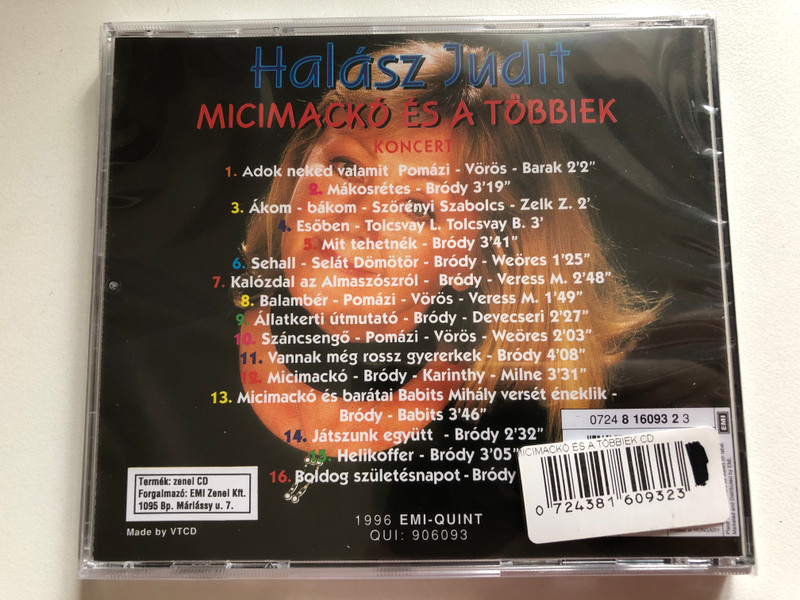 Halász Judit
MICIMACKÓ ÉS A TÖBBIEK
KONCERT
1. Adok neked valamit Pomázi - Vörös - Barak 2'2"
2. Mákosrétes - Bródy 3'19"
3. Ákom - bákom - Szörényi Szabolcs - Zelk Z. 2'
4. Esőben - Tolcsvay L. Tolcsvay B. 3'
5. Mit tehetnék - Bródy 3'41"
6. Sehall - Selát Dömötör - Bródy - Weöres 1'25"
7. Kalózdal az Almaszószról - Bródy - Veress M. 2'48"
8. Balambér - Pomázi - Vörös - Veress M. 1'49"
9. Állatkerti útmutató - Bródy - Devecseri 2'27"
10. Száncsengő - Pomázi - Vörös - Weöres 2'03"
11. Vannak még rossz gyererkek - Bródy 4'08"
12. Micimackó - Bródy - Karinthy - Milne 3'31"
13. Micimackó és barátai Babits Mihály versét éneklik -
Bródy - Babits 3'46"
14. Játszunk együtt - Bródy 2'32"
15. Helikoffer - Bródy 3'05"
16. Boldog születésnapot - Bródy
0724 8 16093 2 3
EMI
MICIMACKÓ ÉS A TÖBBIEK CD
0 724381 609323
Termék: zenei CD
Forgalmazó: EMI Zenei Kft.
1095 Bp. Máriássy u. 7.
Made by VTCD
1996 EMI-QUINT
QUI: 906093